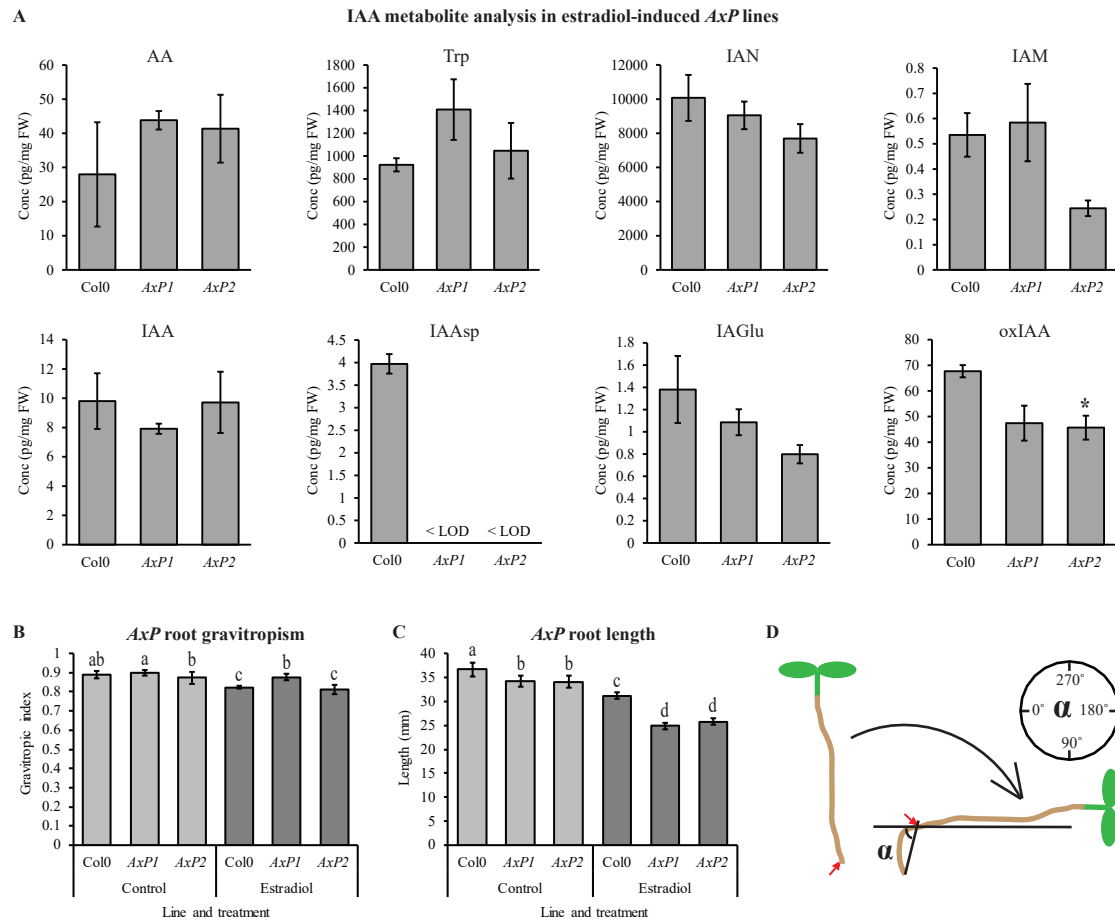 A
IAA metabolite analysis in estradiol-induced AxP lines
AA
Conc (pg/mg FW)
60
50
40
30
20
10
0
Col0 AxP1 AxP2
Trp
Conc (pg/mg FW)
1800
1600
1400
1200
1000
800
600
400
200
0
Col0 AxP1 AxP2
IAN
Conc (pg/mg FW)
12000
10000
8000
6000
4000
2000
0
Col0 AxP1 AxP2
IAM
Conc (pg/mg FW)
0.8
0.7
0.6
0.5
0.4
0.3
0.2
0.1
0
Col0 AxP1 AxP2
IAA
Conc (pg/mg FW)
14
12
10
8
6
4
2
0
Col0 AxP1 AxP2
IAAsp
Conc (pg/mg FW)
4.5
4
3.5
3
2.5
2
1.5
1
0.5
0
< LOD < LOD
Col0 AxP1 AxP2
IAGlu
Conc (pg/mg FW)
1.8
1.6
1.4
1.2
1
0.8
0.6
0.4
0.2
0
Col0 AxP1 AxP2
oxIAA
Conc (pg/mg FW)
80
70
60
50
40
30
20
10
0
*
Col0 AxP1 AxP2
B
AxP root gravitropism
Gravitropic index
1
0.9
0.8
0.7
0.6
0.5
0.4
0.3
0.2
0.1
0
ab a b c b c
Col0 AxP1 AxP2 Col0 AxP1 AxP2
Control Estradiol
Line and treatment
C
AxP root length
Length (mm)
40
35
30
25
20
15
10
5
0
a b b c d d
Col0 AxP1 AxP2 Col0 AxP1 AxP2
Control Estradiol
Line and treatment
D
270°
0° α 180°
90°
α